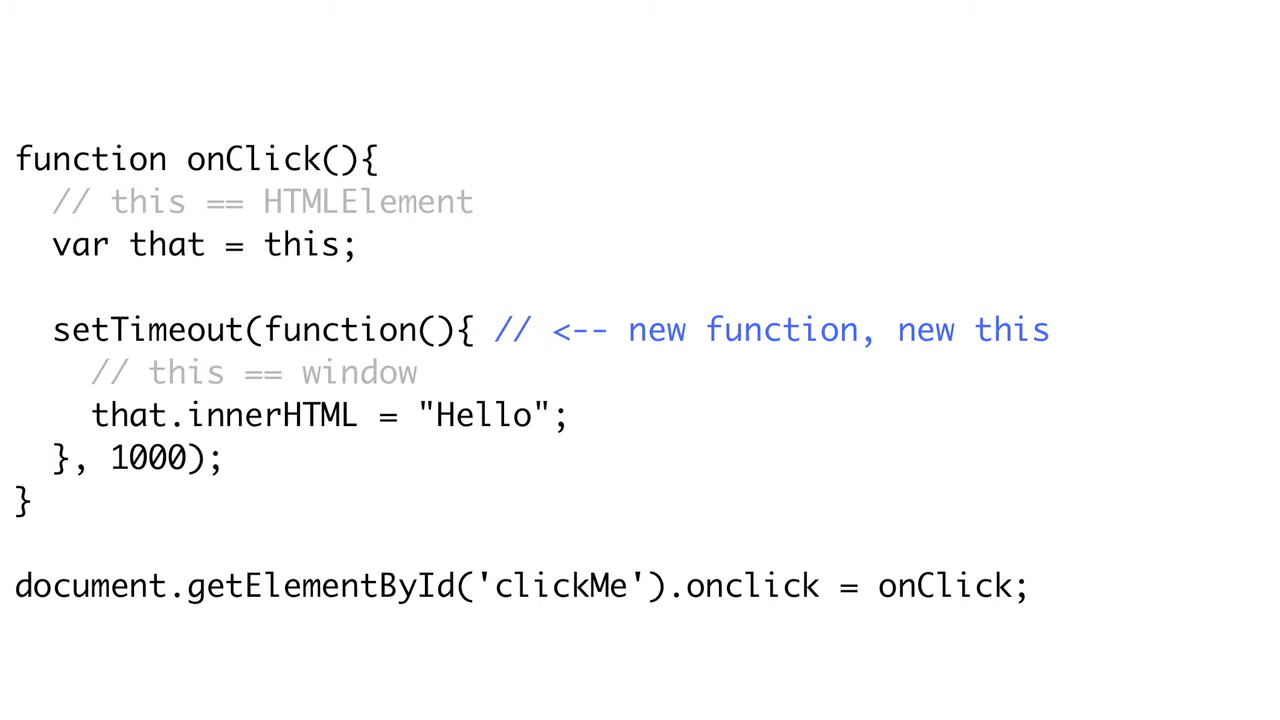 function onClick(){
  // this == HTMLElement
  var that = this;

  setTimeout(function(){ // <-- new function, new this
    // this == window
    that.innerHTML = "Hello";
  }, 1000);
}

document.getElementById('clickMe').onclick = onClick;